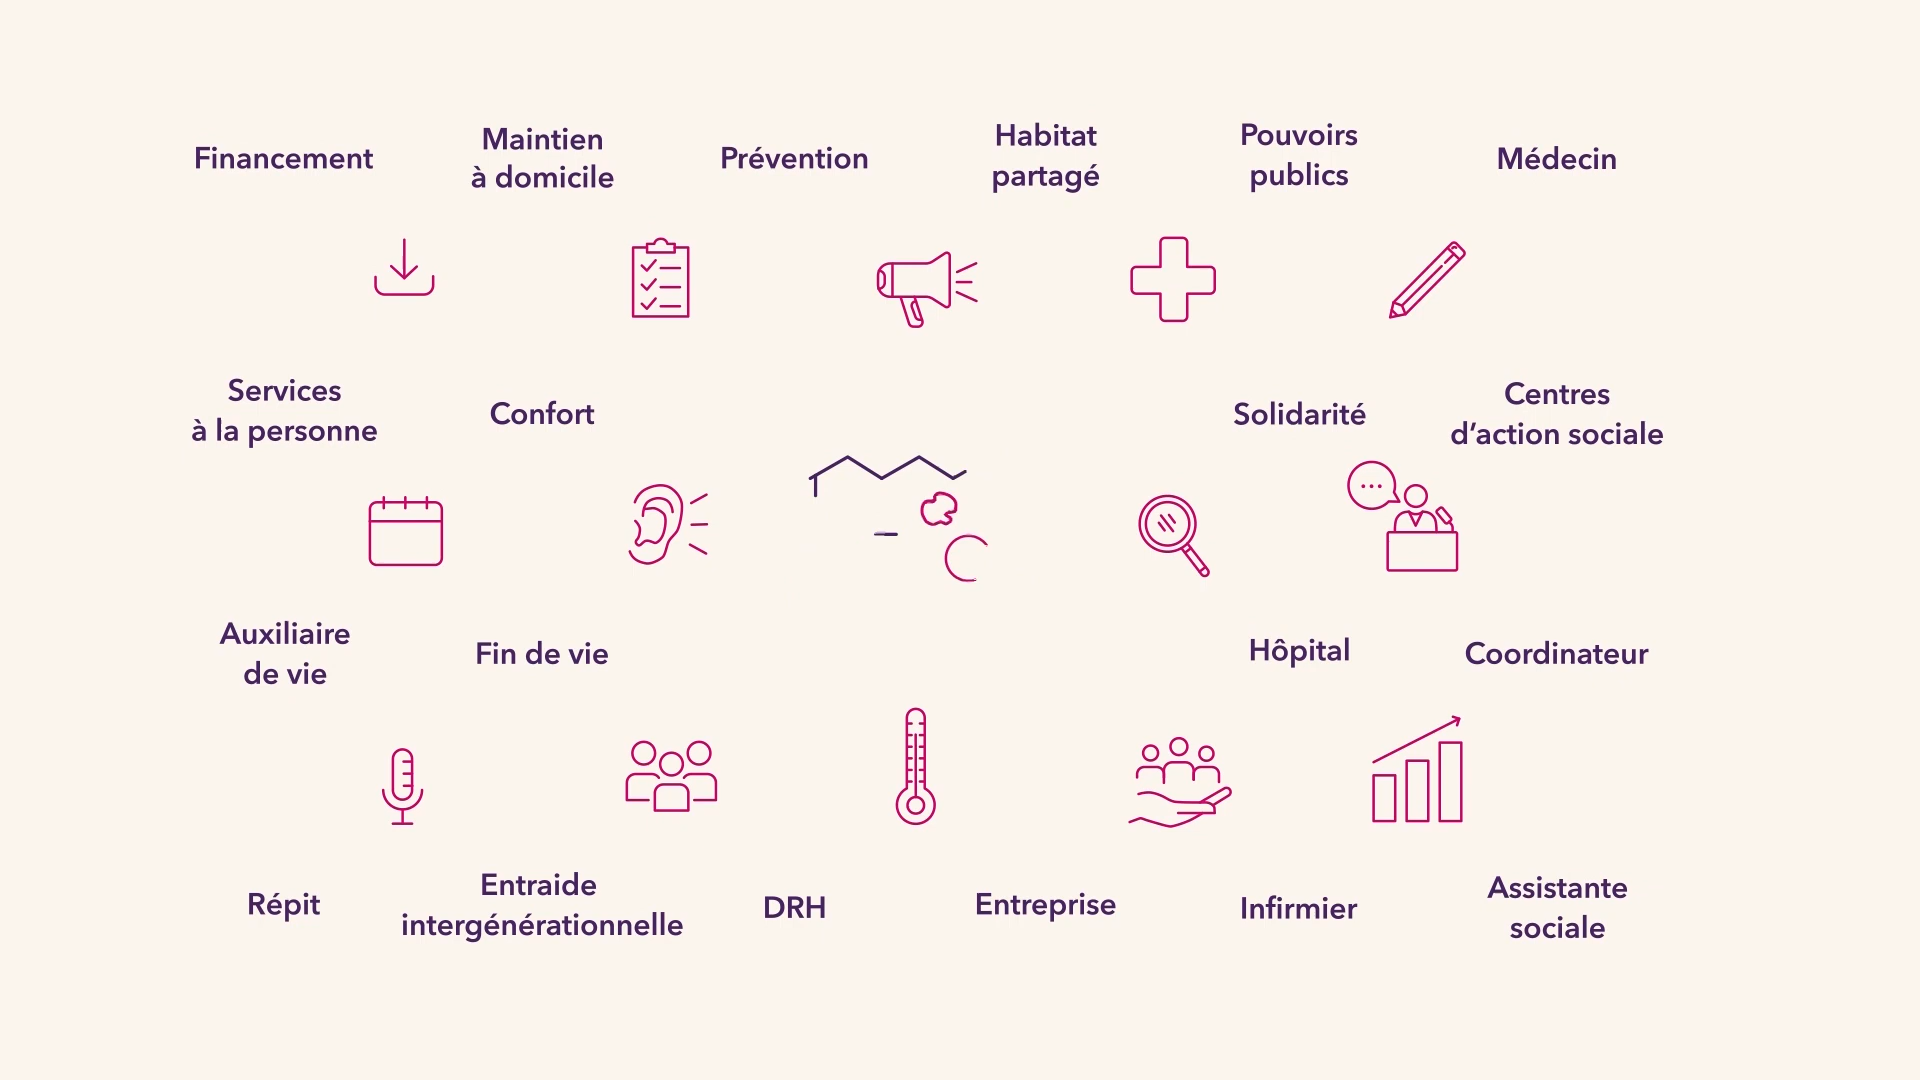 Financement
Maintien
à domicile
Prévention
Habitat
partagé
Pouvoirs
publics
Médecin
Services
à la personne
Confort
Solidarité
Centres
d’action sociale
Auxiliaire
de vie
Fin de vie
Hôpital
Coordinateur
Répit
Entraide
intergénérationnelle
DRH
Entreprise
Infirmier
Assistante
sociale